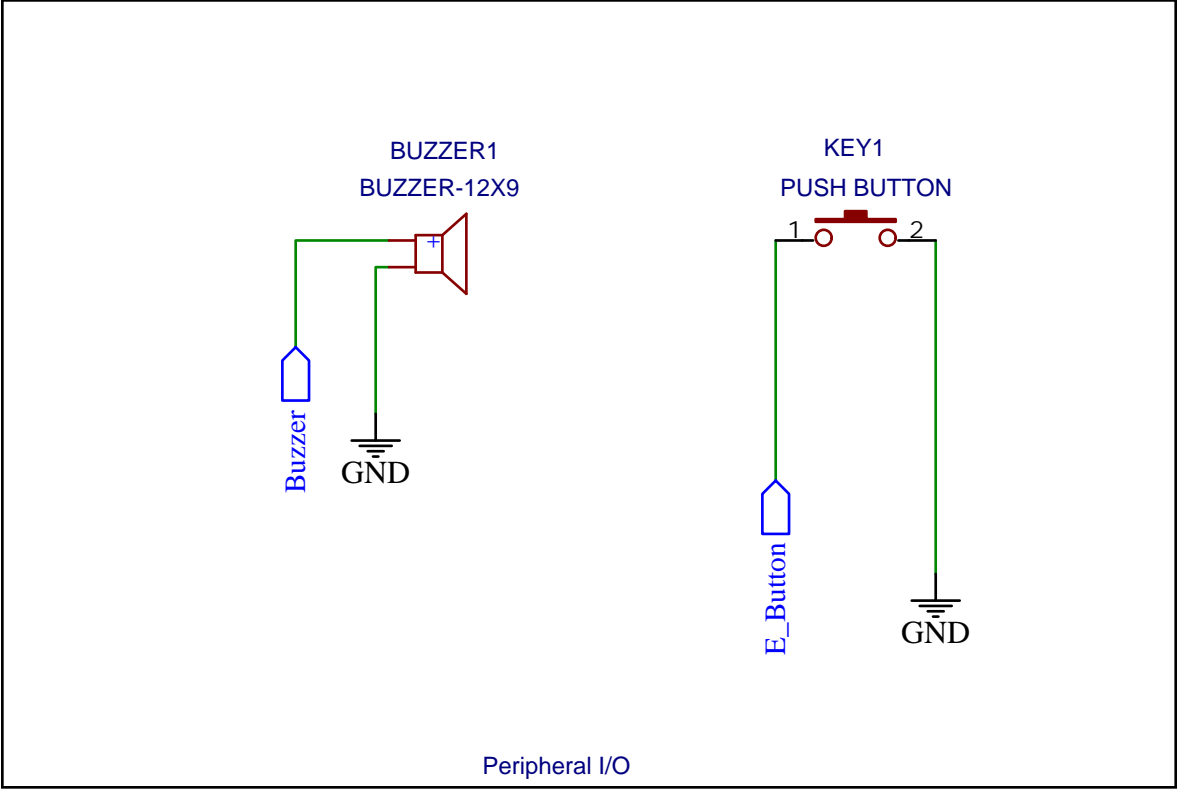 BUZZER1
BUZZER-12X9
+
Buzzer
GND
KEY1
PUSH BUTTON
1
2
E_Button
GND
Peripheral I/O